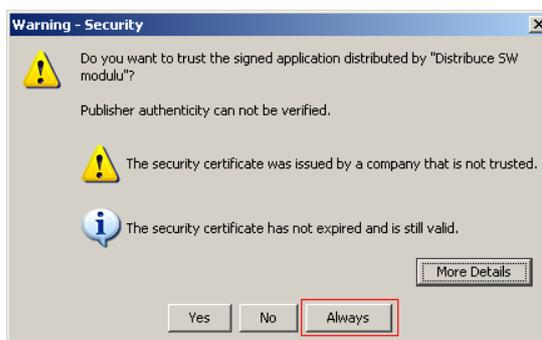 Warning - Security
Do you want to trust the signed application distributed by "Distribuce SW
modulu"?
Publisher authenticity can not be verified.
The security certificate was issued by a company that is not trusted.
The security certificate has not expired and is still valid.
More Details
Yes No Always